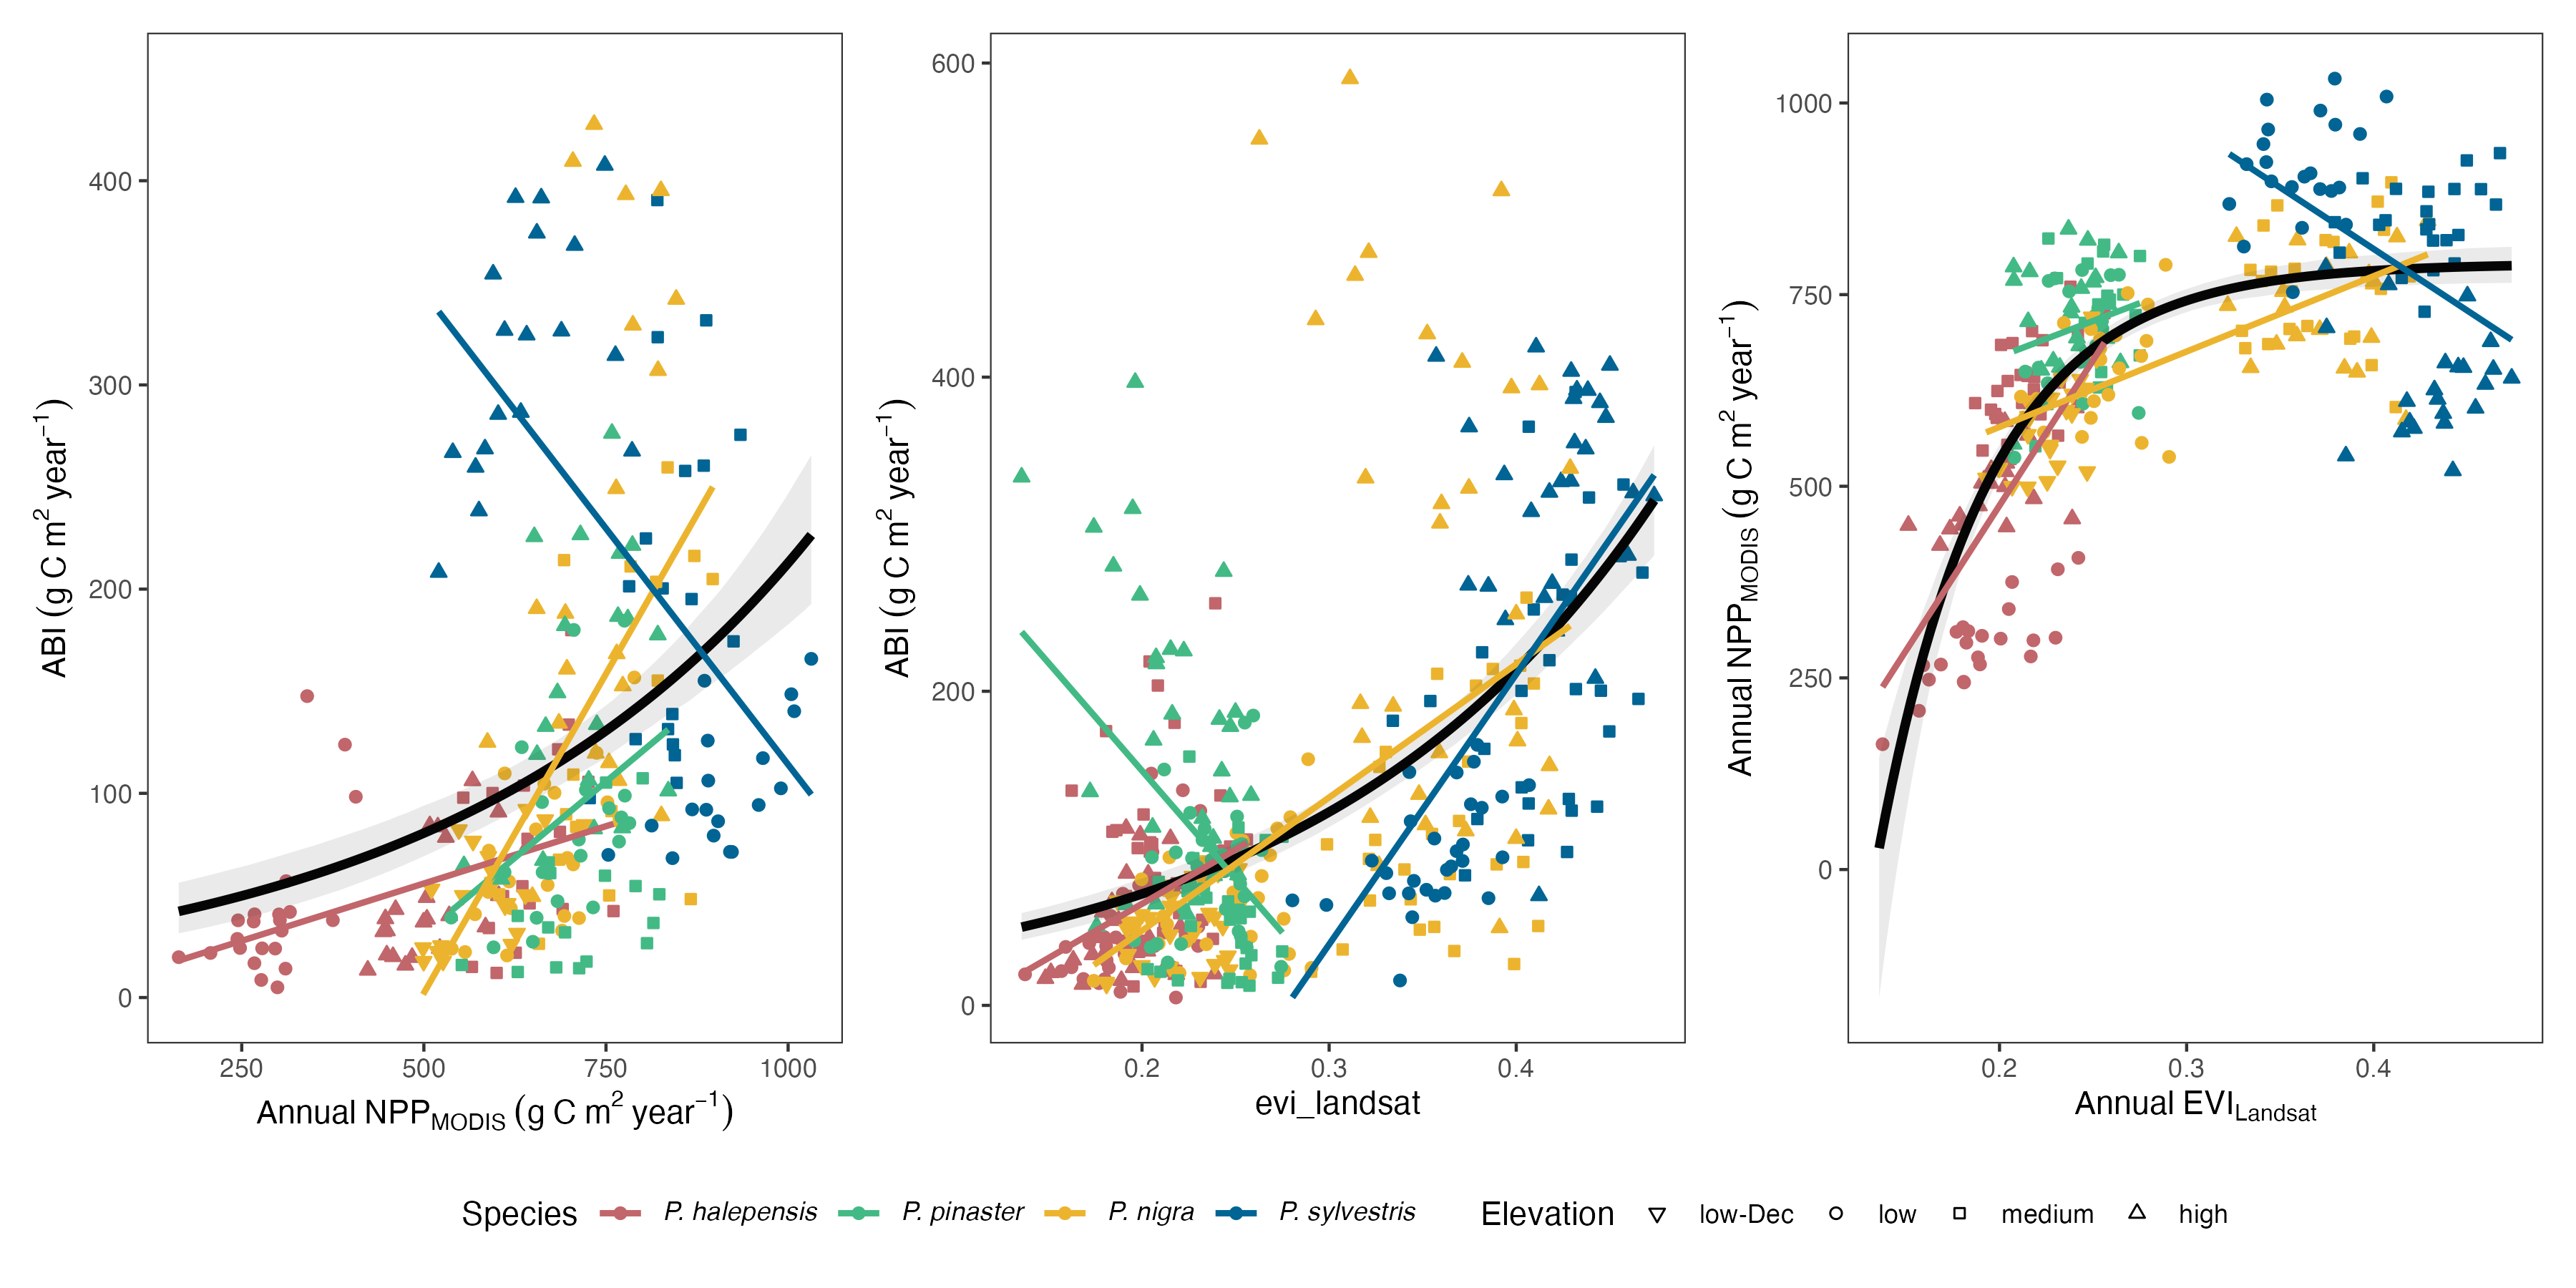 ABI (g C m² year⁻¹)
400
300
200
100
0
250 500 750 1000
Annual NPP_MODIS (g C m² year⁻¹)
ABI (g C m² year⁻¹)
600
400
200
0
0.2 0.3 0.4
evi_landsat
Annual NPP_MODIS (g C m² year⁻¹)
1000
750
500
250
0
0.2 0.3 0.4
Annual EVI_Landsat
Species P. halepensis P. pinaster P. nigra P. sylvestris Elevation low-Dec low medium high